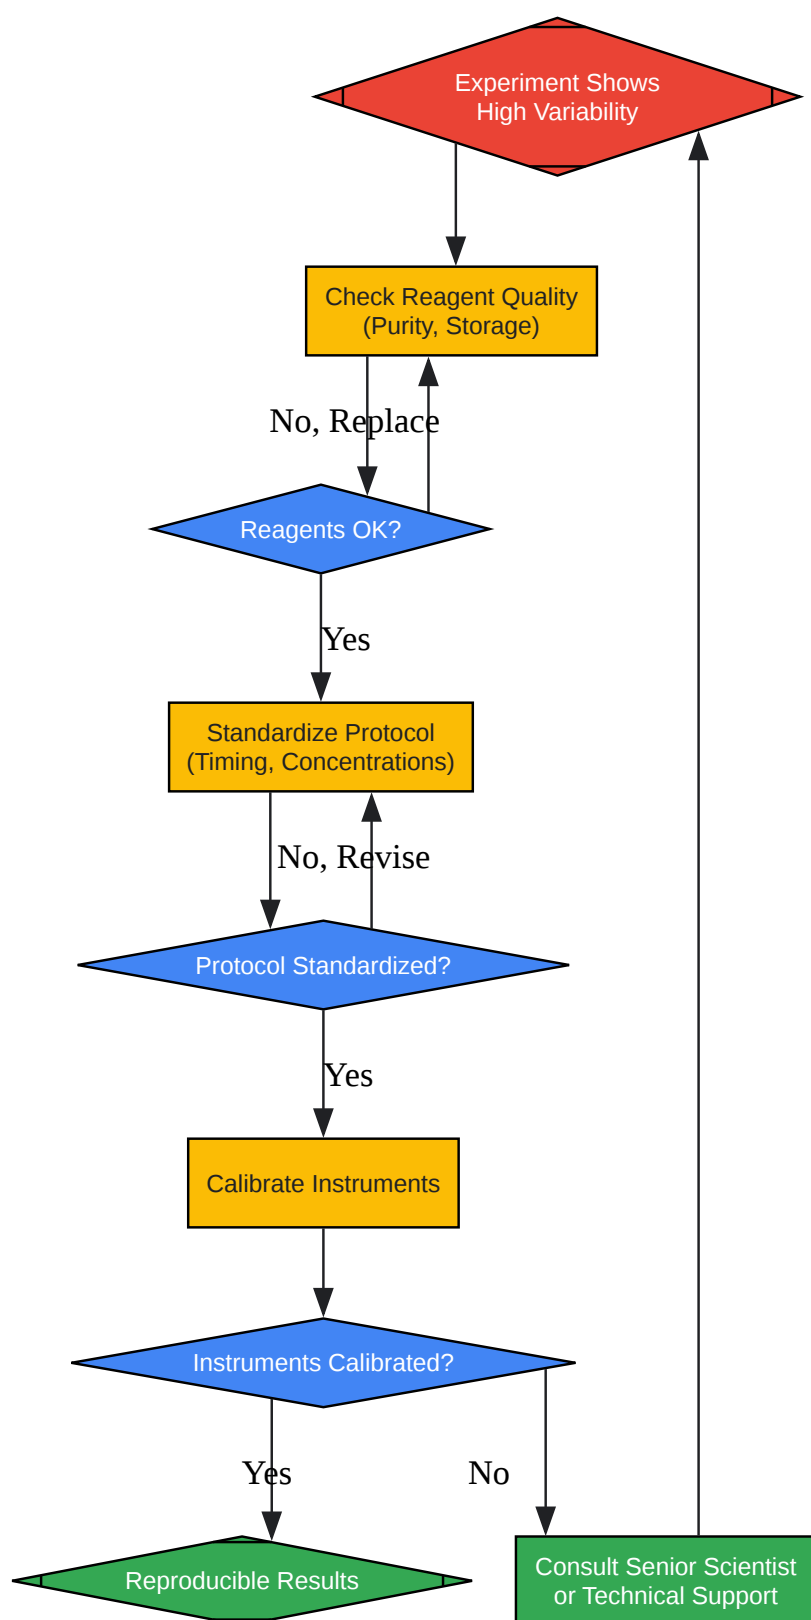 Experiment Shows
High Variability
Check Reagent Quality
(Purity, Storage)
No, Replace
Reagents OK?
Yes
Standardize Protocol
(Timing, Concentrations)
No, Revise
Protocol Standardized?
Yes
Calibrate Instruments
Instruments Calibrated?
Yes
No
Reproducible Results
Consult Senior Scientist
or Technical Support